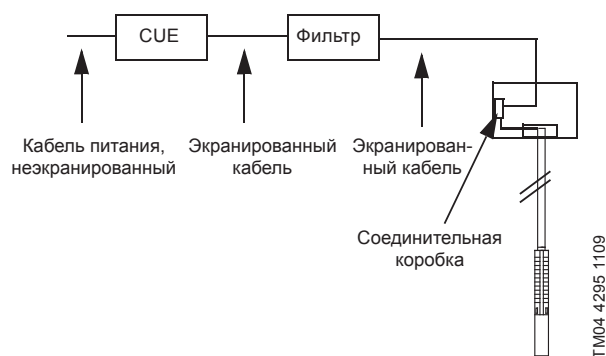 CUE
Фильтр
Кабель питания,
неэкранированный
Экранированный
кабель
Экранирован-
ный кабель
Соединительная
коробка
TM04 4295 1109